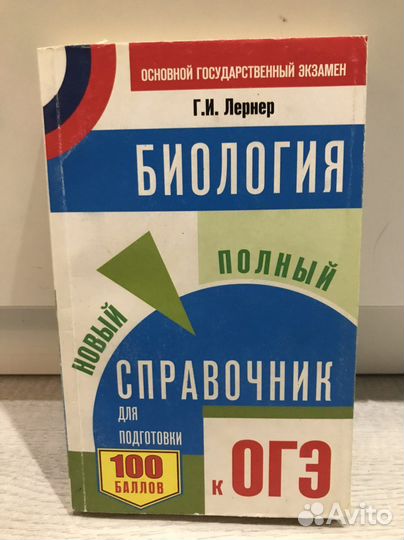 ОСНОВНОЙ ГОСУДАРСТВЕННЫЙ ЭКЗАМЕН
Г.И. Лернер
БИОЛОГИЯ
НОВЫЙ
ПОЛНЫЙ
СПРАВОЧНИК
ДЛЯ
ПОДГОТОВКИ
100
БАЛЛОВ
К ОГЭ
Avito